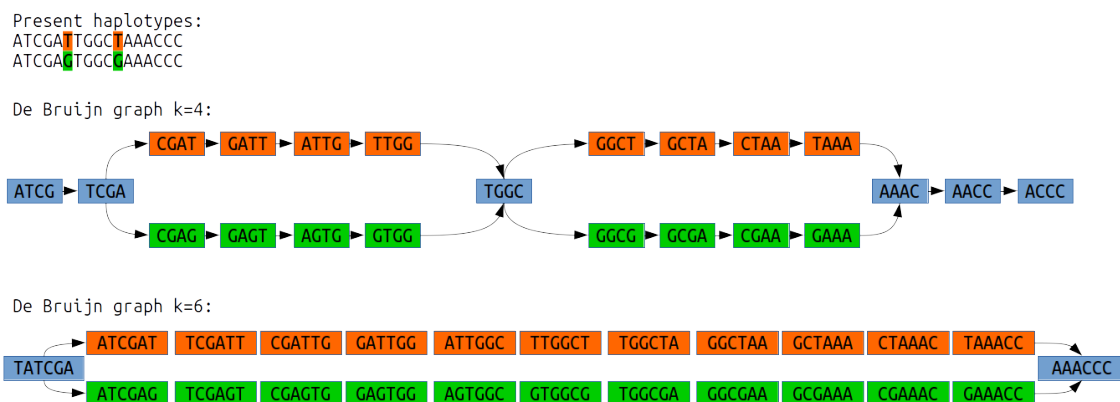 Present haplotypes:
ATCGATTGGCTAAACCC
ATCGAGTGGCGAAACCC
De Bruijn graph k=4:
CGAT GATT ATTG TTGG GGCT GCTA CTAA TAAA
ATCG TCGA TGGC AAAC AACC ACCC
CGAG GAGT AGTG GTGG GGCG GCGA CGAA GAAA
De Bruijn graph k=6:
ATCGAT TCGATT CGATTG GATTGG ATTGGC TTGGCT TGGCTA GGCTAA GCTAAA CTAAAC TAAACC
TATCGA AAACCC
ATCGAG TCGAGT CGAGTG GAGTGG AGTGGC GTGGCG TGGCGA GGCGAA GCGAAA CGAAAC GAAACC